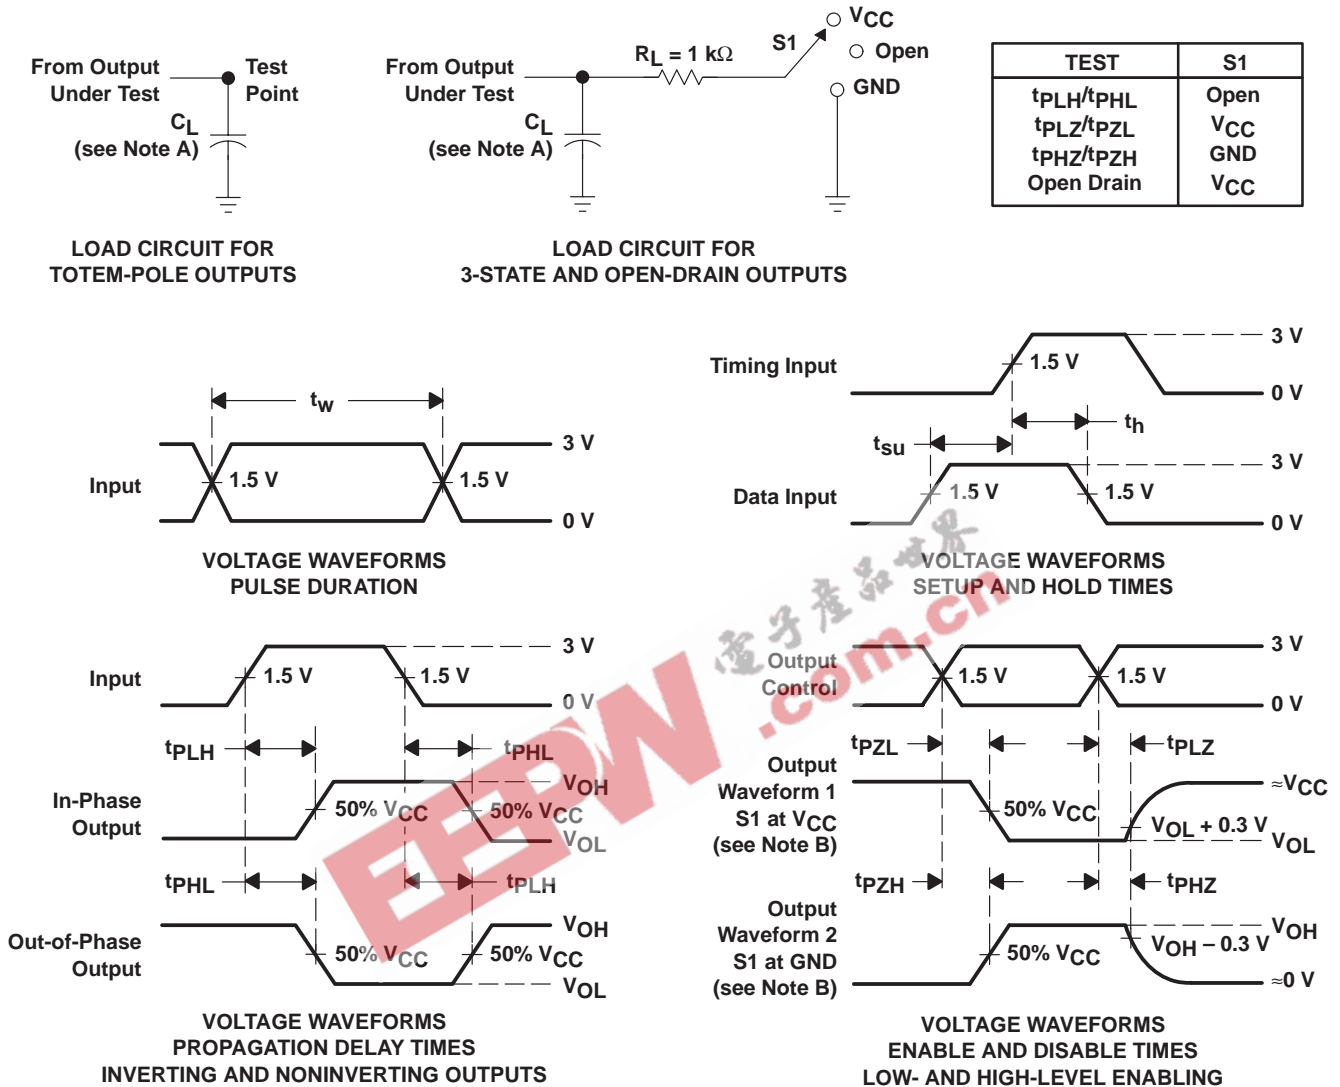 From Output
Under Test
Test
Point
CL
(see Note A)
LOAD CIRCUIT FOR
TOTEM-POLE OUTPUTS
From Output
Under Test
CL
(see Note A)
RL = 1 kΩ
S1
VCC
Open
GND
LOAD CIRCUIT FOR
3-STATE AND OPEN-DRAIN OUTPUTS
TEST S1
tPLH/tPHL Open
tPLZ/tPZL VCC
tPHZ/tPZH GND
Open Drain VCC
tw
Input
1.5 V
1.5 V
3 V
0 V
VOLTAGE WAVEFORMS
PULSE DURATION
Timing Input
1.5 V
3 V
0 V
tsu
th
Data Input
1.5 V
1.5 V
3 V
0 V
VOLTAGE WAVEFORMS
SETUP AND HOLD TIMES
Input
1.5 V
1.5 V
3 V
0 V
tPLH
tPHL
In-Phase
Output
50% VCC
50% VCC
VOH
VOL
tPHL
tPLH
Out-of-Phase
Output
50% VCC
50% VCC
VOH
VOL
VOLTAGE WAVEFORMS
PROPAGATION DELAY TIMES
INVERTING AND NONINVERTING OUTPUTS
Output
Control
1.5 V
1.5 V
3 V
0 V
tPZL
tPLZ
Output
Waveform 1
S1 at VCC
(see Note B)
50% VCC
VOL + 0.3 V
≈VCC
VOL
tPZH
tPHZ
Output
Waveform 2
S1 at GND
(see Note B)
50% VCC
VOH − 0.3 V
VOH
≈0 V
VOLTAGE WAVEFORMS
ENABLE AND DISABLE TIMES
LOW- AND HIGH-LEVEL ENABLING
EEPW
.com.cn
電子產品世界